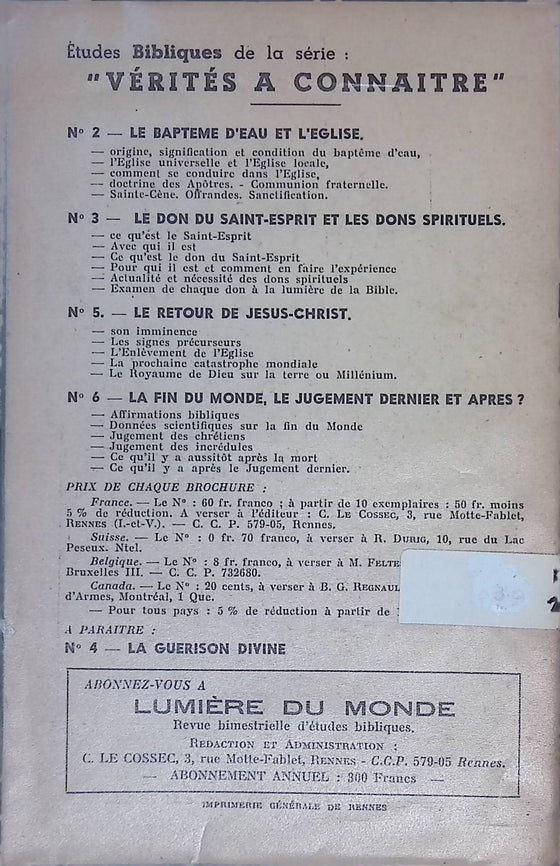 Études Bibliques de la série :
"VÉRITÉS A CONNAITRE"
N° 2 — LE BAPTEME D'EAU ET L'EGLISE.
— origine, signification et condition du baptême d'eau,
— l'Eglise universelle et l'Eglise locale,
— comment se conduire dans l'Eglise,
— doctrine des Apôtres. - Communion fraternelle.
— Sainte-Cène. Offrandes. Sanctification.
N° 3 — LE DON DU SAINT-ESPRIT ET LES DONS SPIRITUELS.
— ce qu'est le Saint-Esprit
— Avec qui il est
— Ce qu'est le don du Saint-Esprit
— Pour qui il est et comment en faire l'expérience
— Actualité et nécessité des dons spirituels
— Examen de chaque don à la lumière de la Bible.
N° 5. — LE RETOUR DE JESUS-CHRIST.
— son imminence
— Les signes précurseurs
— L'Enlèvement de l'Eglise
— La prochaine catastrophe mondiale
— Le Royaume de Dieu sur la terre ou Millénium.
N° 6 — LA FIN DU MONDE, LE JUGEMENT DERNIER ET APRES ?
— Affirmations bibliques
— Données scientifiques sur la fin du Monde
— Jugement des chrétiens
— Jugement des incrédules
— Ce qu'il y a aussitôt après la mort
— Ce qu'il y a après le Jugement dernier.
PRIX DE CHAQUE BROCHURE :
France. — Le N° : 60 fr. franco ; à partir de 10 exemplaires : 50 fr. moins
5 % de réduction. A verser à l'éditeur : C. LE COSSEC, 3, rue Motte-Fablet,
RENNES (I.-et-V.). — C. C. P. 579-05, Rennes.
Suisse. — Le N° : 0 fr. 70 franco, à verser à R. DURIG, 10, rue du Lac
Peseux. Ntel.
Belgique. — Le N° : 8 fr. franco, à verser à M. FELTE
Bruxelles III. — C. C. P. 732680.
Canada. — Le N° : 20 cents, à verser à B. G. REGNAUL
d'Armes, Montréal, 1 Que.
— Pour tous pays : 5 % de réduction à partir de
A PARAITRE :
N° 4 — LA GUERISON DIVINE
ABONNEZ-VOUS A
LUMIÈRE DU MONDE
Revue bimestrielle d'études bibliques.
REDACTION ET ADMINISTRATION :
C. LE COSSEC, 3, rue Motte-Fablet, RENNES - C.C.P. 579-05 Rennes.
— ABONNEMENT ANNUEL : 300 Francs —
IMPRIMERIE GÉNÉRALE DE RENNES